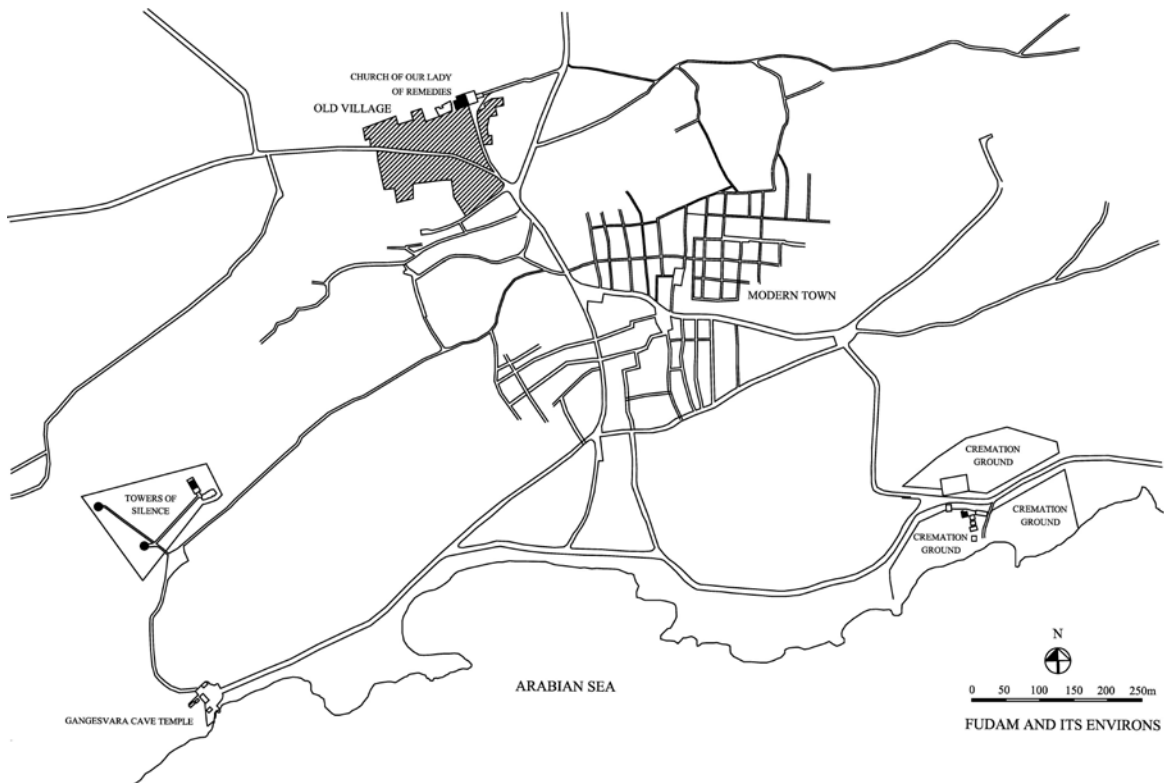 CHURCH OF OUR LADY
OF REMEDIES
OLD VILLAGE
MODERN TOWN
TOWERS OF
SILENCE
CREMATION
GROUND
CREMATION
GROUND
CREMATION
GROUND
N
ARABIAN SEA
0 50 100 150 200 250m
GANGESVARA CAVE TEMPLE
FUDAM AND ITS ENVIRONS